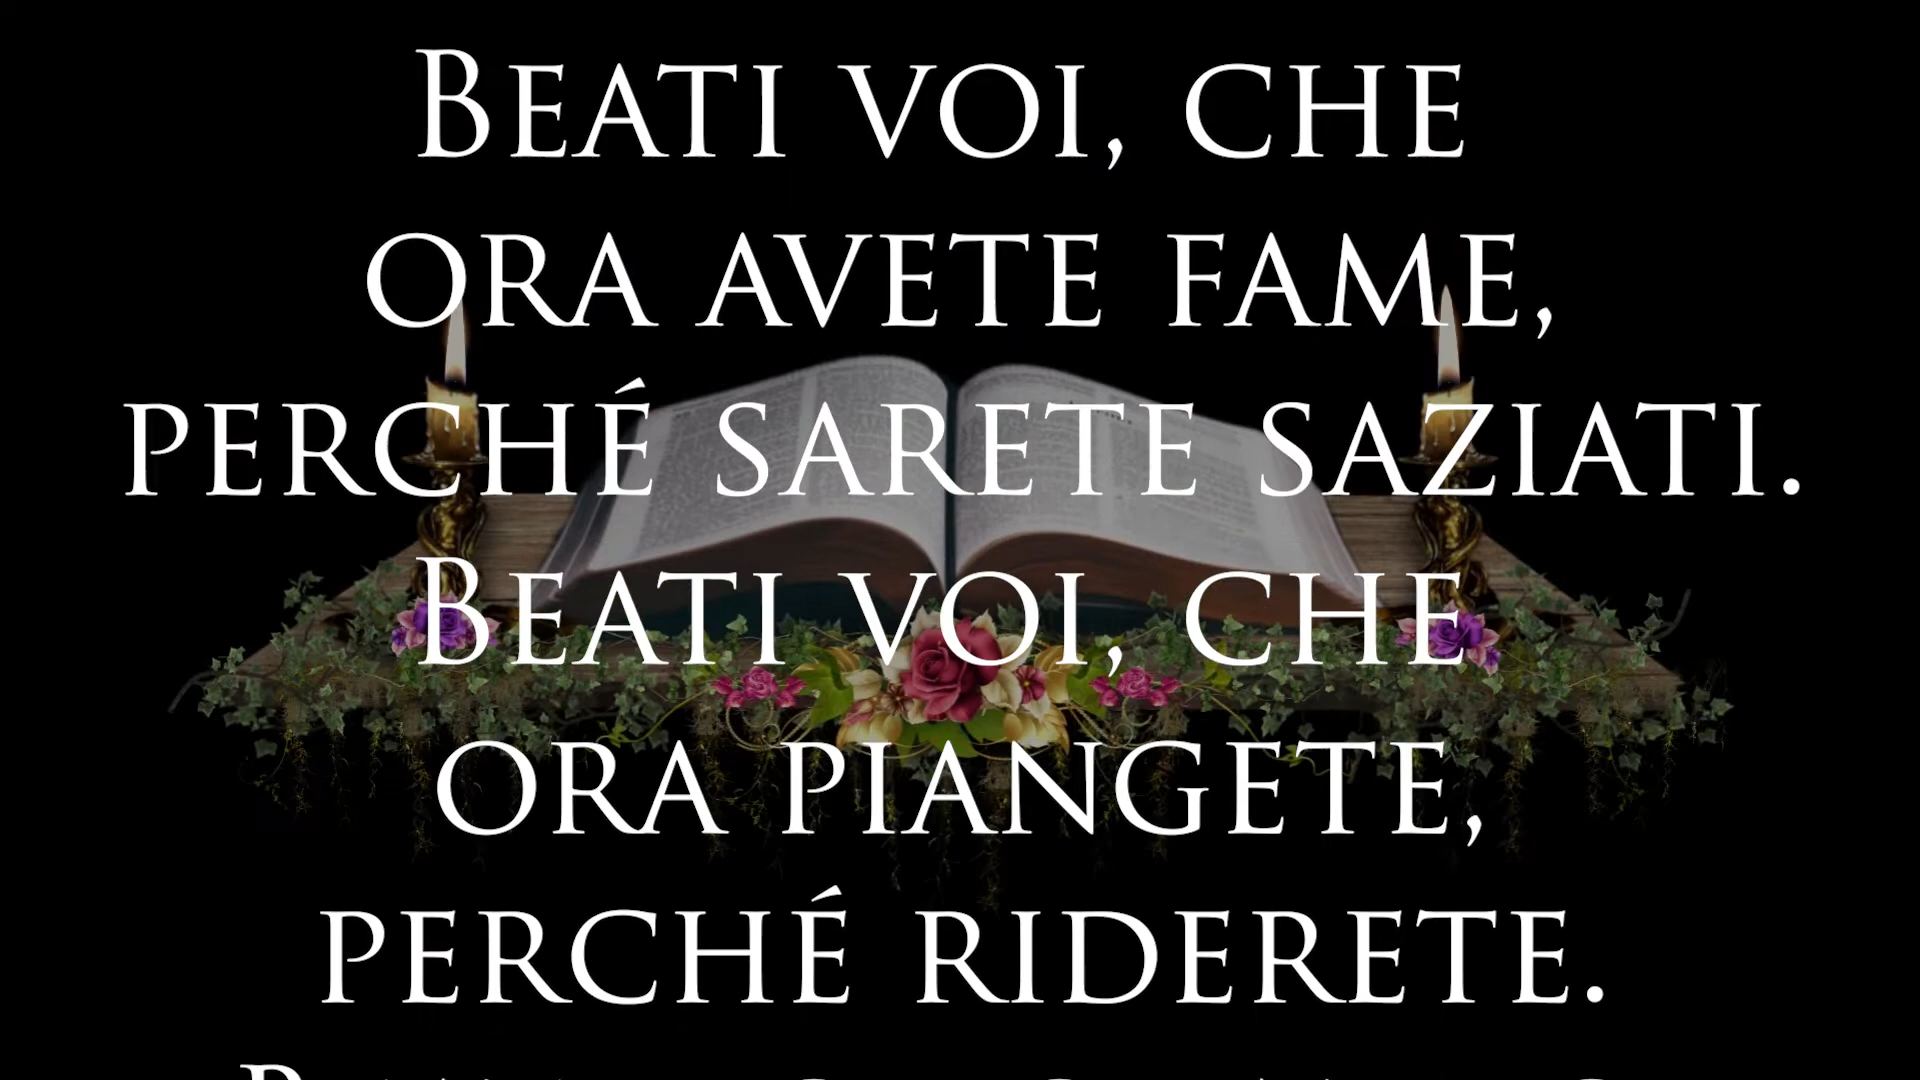 Beati voi, che
ora avete fame,
perché sarete saziati.
Beati voi, che
ora piangete,
perché riderete.